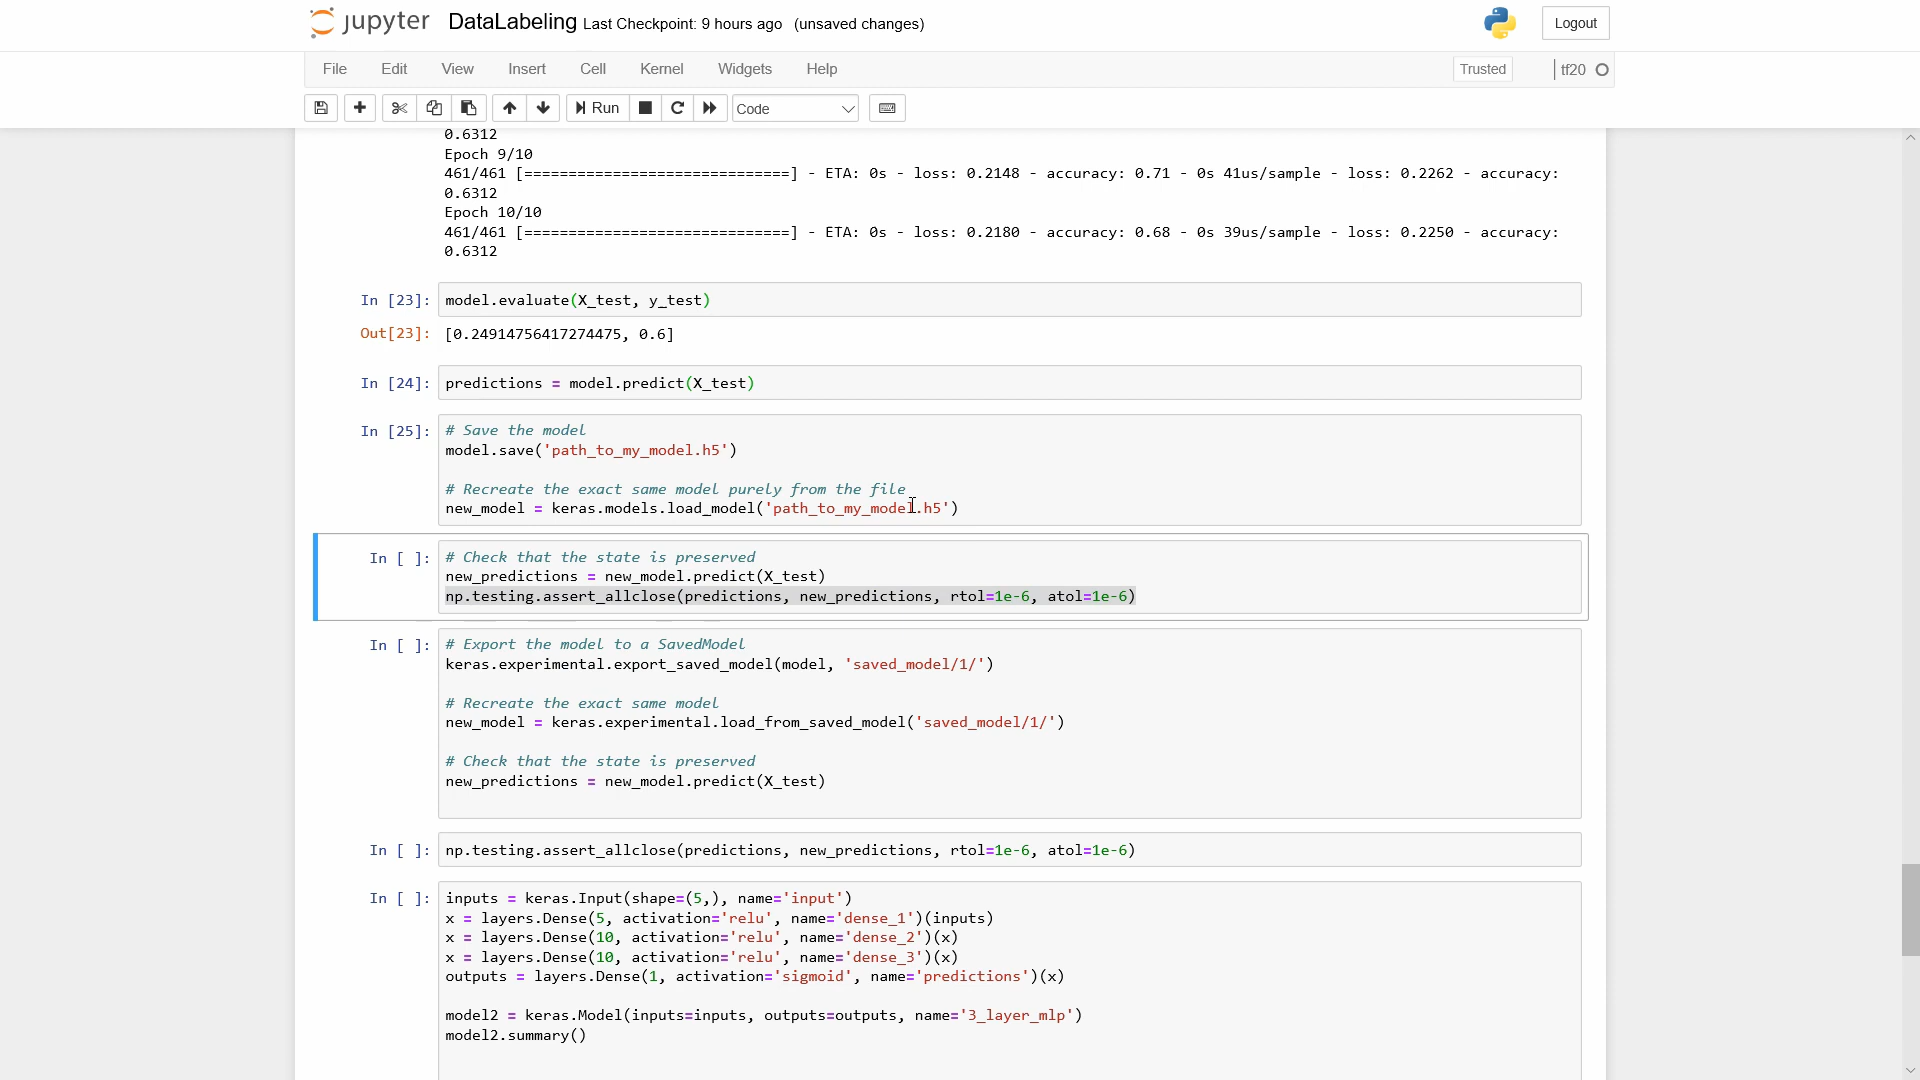 jupyter DataLabeling Last Checkpoint: 9 hours ago (unsaved changes) Logout
File Edit View Insert Cell Kernel Widgets Help Trusted tf20
Run Code
0.6312
Epoch 9/10
461/461 [==============================] - ETA: 0s - loss: 0.2148 - accuracy: 0.71 - 0s 41us/sample - loss: 0.2262 - accuracy:
0.6312
Epoch 10/10
461/461 [==============================] - ETA: 0s - loss: 0.2180 - accuracy: 0.68 - 0s 39us/sample - loss: 0.2250 - accuracy:
0.6312
In [23]: model.evaluate(X_test, y_test)
Out[23]: [0.24914756417274475, 0.6]
In [24]: predictions = model.predict(X_test)
In [25]: # Save the model
model.save('path_to_my_model.h5')
# Recreate the exact same model purely from the file
new_model = keras.models.load_model('path_to_my_model.h5')
In [ ]: # Check that the state is preserved
new_predictions = new_model.predict(X_test)
np.testing.assert_allclose(predictions, new_predictions, rtol=1e-6, atol=1e-6)
In [ ]: # Export the model to a SavedModel
keras.experimental.export_saved_model(model, 'saved_model/1/')
# Recreate the exact same model
new_model = keras.experimental.load_from_saved_model('saved_model/1/')
# Check that the state is preserved
new_predictions = new_model.predict(X_test)
In [ ]: np.testing.assert_allclose(predictions, new_predictions, rtol=1e-6, atol=1e-6)
In [ ]: inputs = keras.Input(shape=(5,), name='input')
x = layers.Dense(5, activation='relu', name='dense_1')(inputs)
x = layers.Dense(10, activation='relu', name='dense_2')(x)
x = layers.Dense(10, activation='relu', name='dense_3')(x)
outputs = layers.Dense(1, activation='sigmoid', name='predictions')(x)
model2 = keras.Model(inputs=inputs, outputs=outputs, name='3_layer_mlp')
model2.summary()